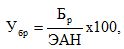 Убр = Бр / ЭАН х100,